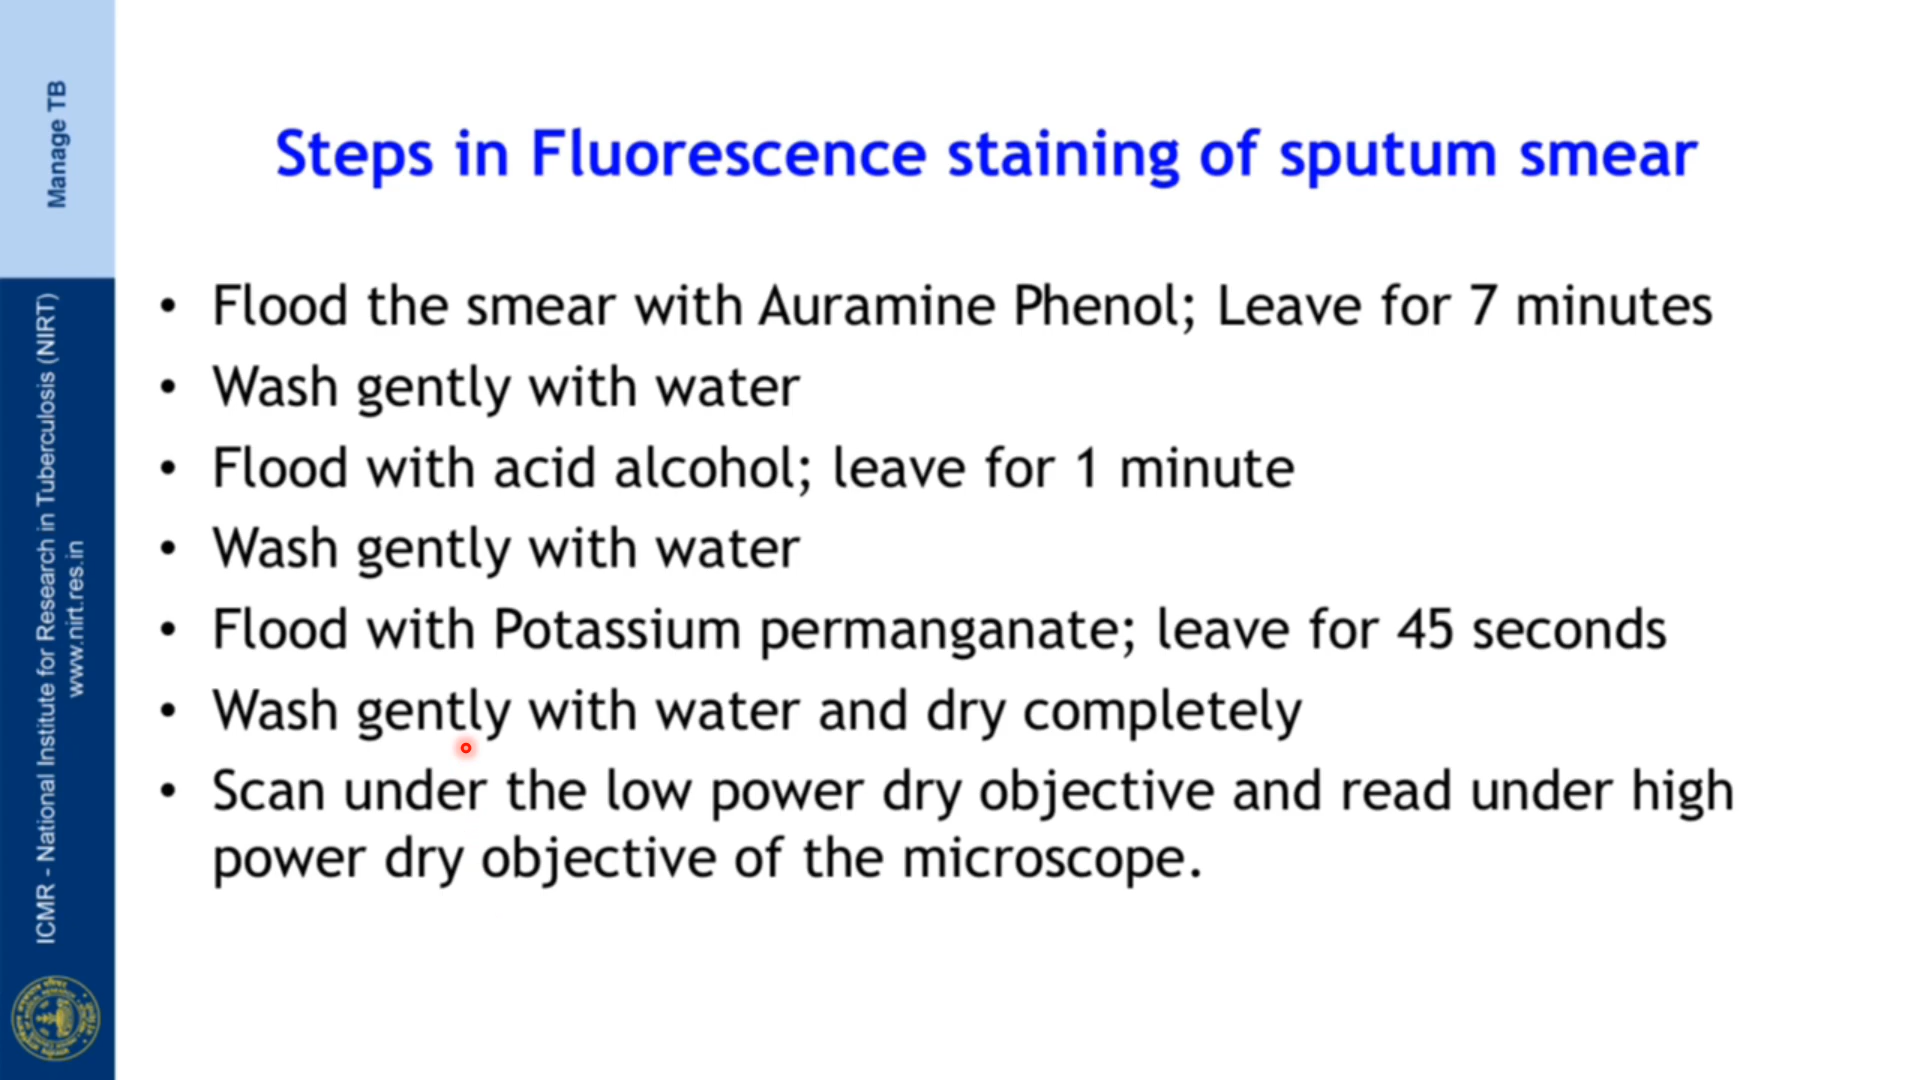 Manage TB
ICMR - National Institute for Research in Tuberculosis (NIRT)
www.nirt.res.in
Steps in Fluorescence staining of sputum smear
• Flood the smear with Auramine Phenol; Leave for 7 minutes
• Wash gently with water
• Flood with acid alcohol; leave for 1 minute
• Wash gently with water
• Flood with Potassium permanganate; leave for 45 seconds
• Wash gently with water and dry completely
• Scan under the low power dry objective and read under high
power dry objective of the microscope.